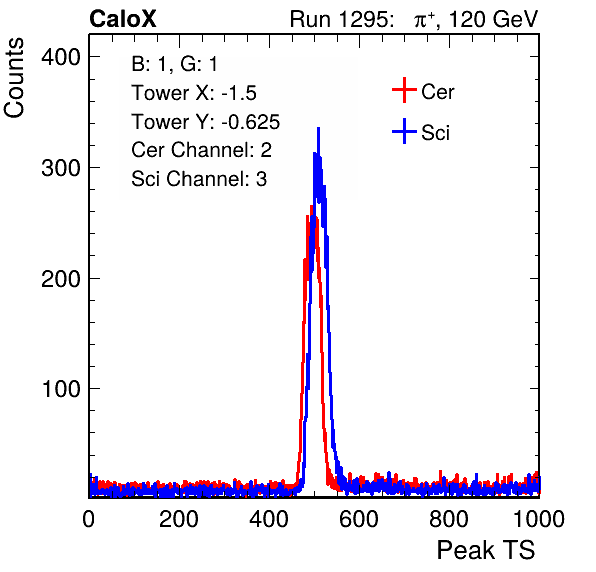 CaloX Run 1295: π⁺, 120 GeV
Counts
B: 1, G: 1
Tower X: -1.5
Tower Y: -0.625
Cer Channel: 2
Sci Channel: 3
Cer
Sci
400
300
200
100
0 200 400 600 800 1000
Peak TS